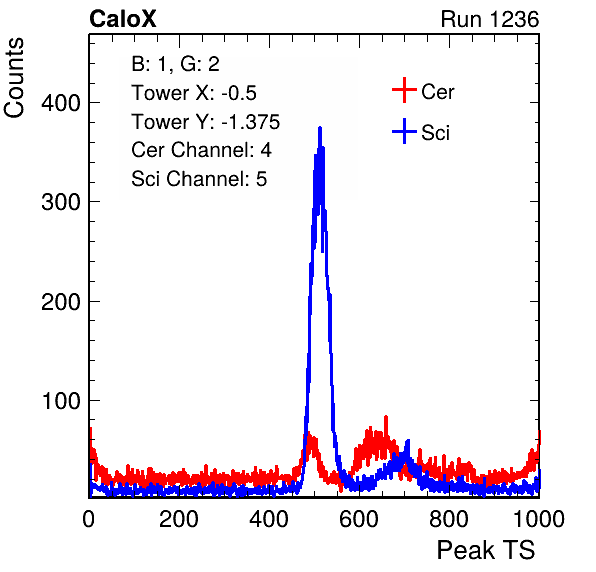 CaloX Run 1236
Counts
B: 1, G: 2
Tower X: -0.5
Tower Y: -1.375
Cer Channel: 4
Sci Channel: 5
Cer
Sci
400
300
200
100
0 200 400 600 800 1000
Peak TS